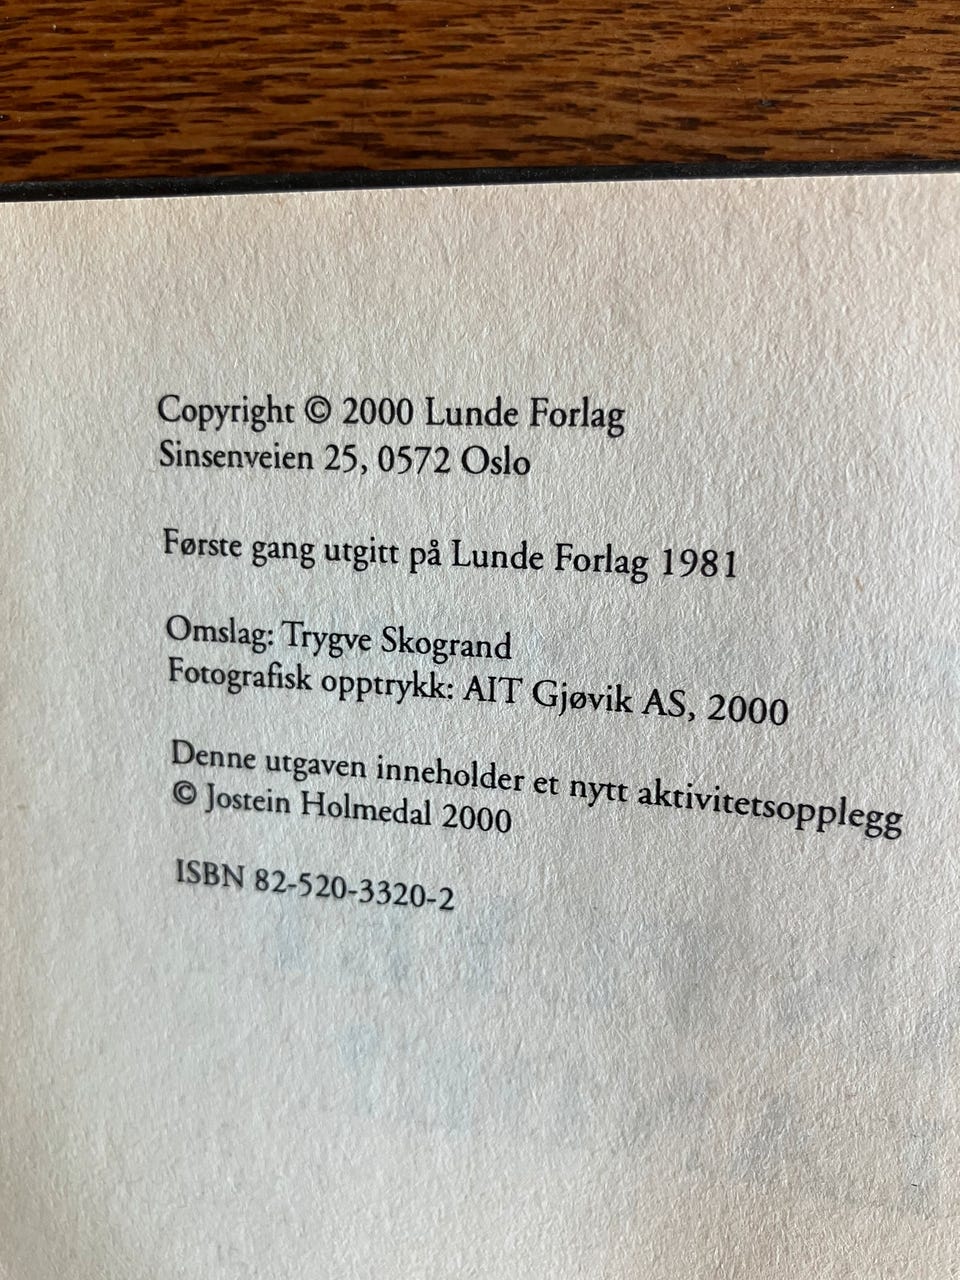 Copyright © 2000 Lunde Forlag
Sinsenveien 25, 0572 Oslo
Første gang utgitt på Lunde Forlag 1981
Omslag: Trygve Skogrand
Fotografisk opptrykk: AIT Gjøvik AS, 2000
Denne utgaven inneholder et nytt aktivitetsopplegg
© Jostein Holmedal 2000
ISBN 82-520-3320-2